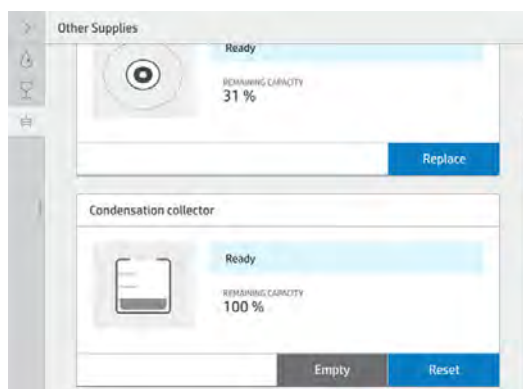 Other Supplies
Ready
REMAINING CAPACITY
31 %
Replace
Condensation collector
Ready
REMAINING CAPACITY
100 %
Empty
Reset